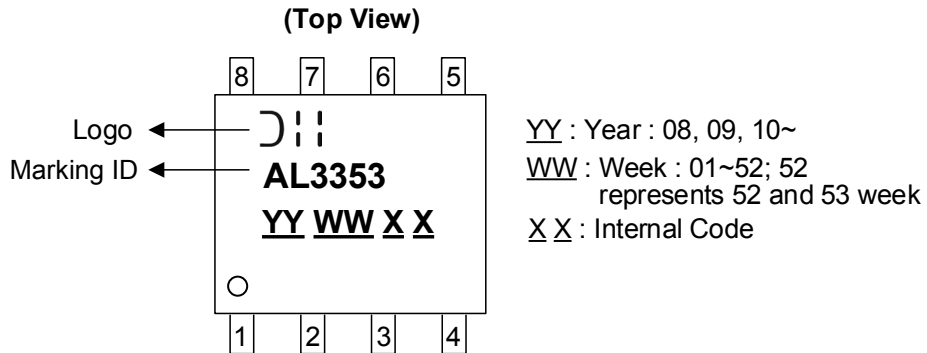 (Top View)
8 7 6 5
Logo
Marking ID
AL3353
YY WW X X
YY : Year : 08, 09, 10~
WW : Week : 01~52; 52
represents 52 and 53 week
X X : Internal Code
1 2 3 4